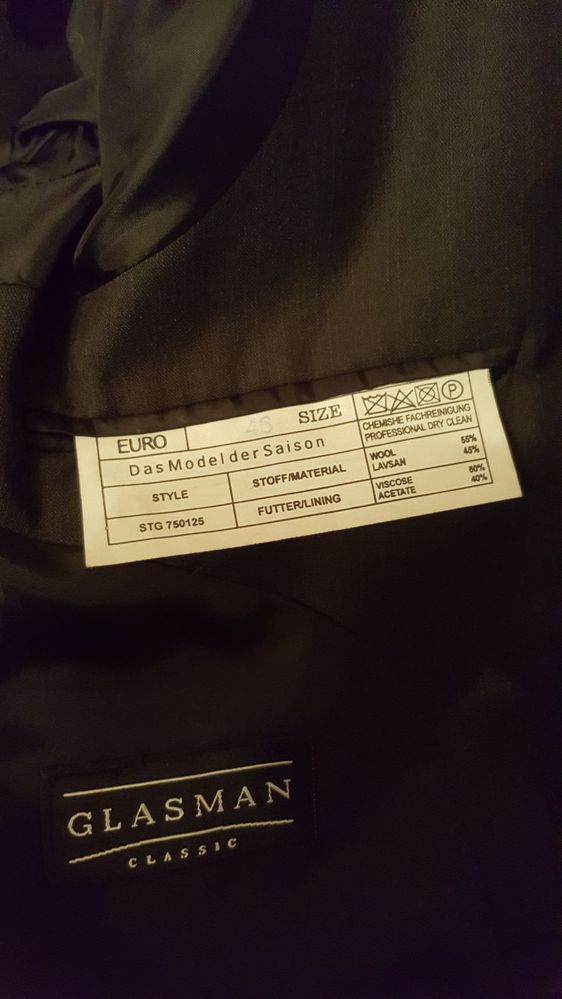 EURO 46 SIZE
Das Model der Saison
STYLE
STG 750125
STOFF/MATERIAL
FUTTER/LINING
P
CHEMISHE FACHREINIGUNG
PROFESSIONAL DRY CLEAN
WOOL 55%
LAVSAN 45%
VISCOSE 60%
ACETATE 40%
GLASMAN
CLASSIC